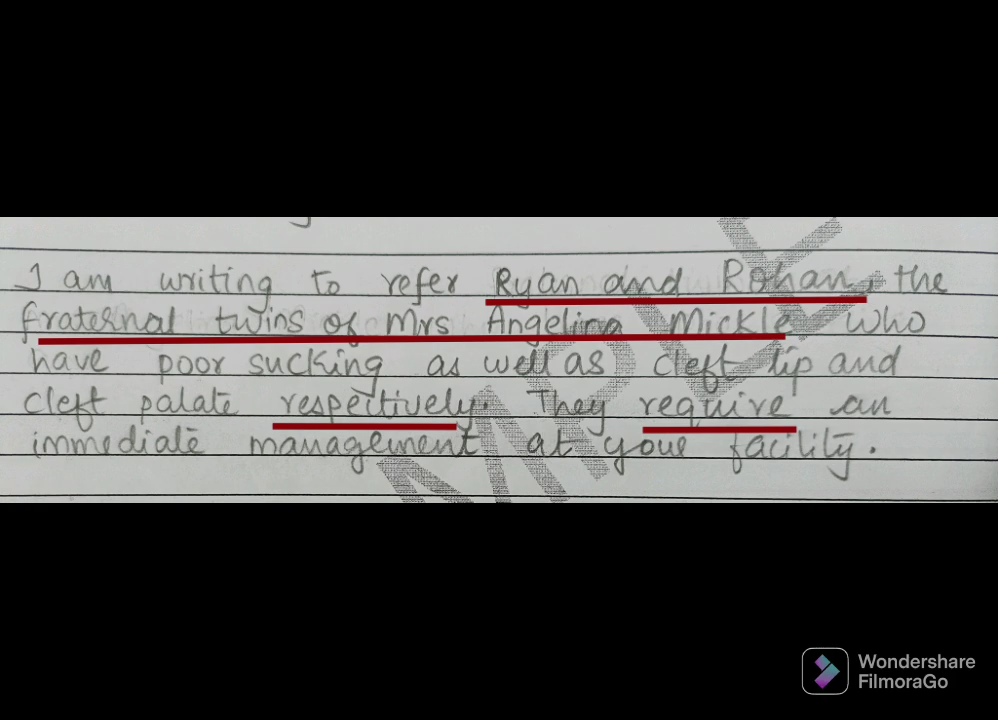 I am writing to refer Ryan and Rohan, the
fraternal twins of Mrs Angelina Mickle who
have poor sucking as well as cleft lip and
cleft palate respectively. They require an
immediate management at your facility.
Wondershare
FilmoraGo